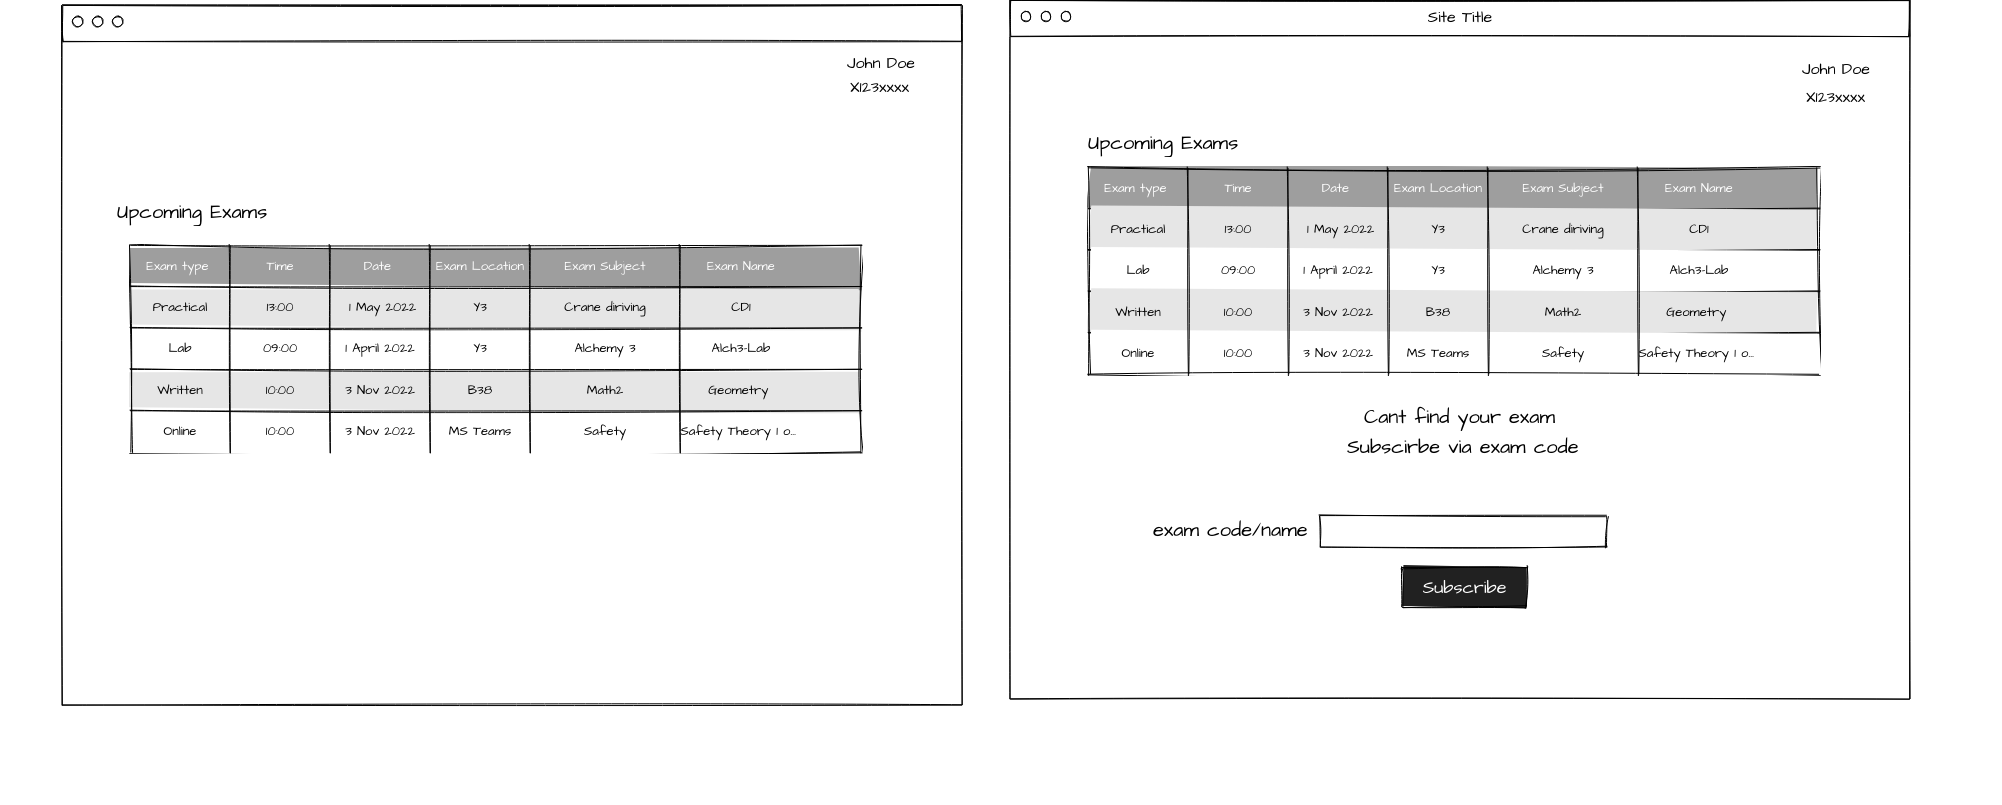 John Doe
X123xxxx
Upcoming Exams
Exam type Time Date Exam Location Exam Subject Exam Name
Practical 13:00 1 May 2022 Y3 Crane diriving CD1
Lab 09:00 1 April 2022 Y3 Alchemy 3 Alch3-Lab
Written 10:00 3 Nov 2022 B38 Math2 Geometry
Online 10:00 3 Nov 2022 MS Teams Safety Safety Theory 1 o...
Site Title
John Doe
X123xxxx
Upcoming Exams
Exam type Time Date Exam Location Exam Subject Exam Name
Practical 13:00 1 May 2022 Y3 Crane diriving CD1
Lab 09:00 1 April 2022 Y3 Alchemy 3 Alch3-Lab
Written 10:00 3 Nov 2022 B38 Math2 Geometry
Online 10:00 3 Nov 2022 MS Teams Safety Safety Theory 1 o...
Cant find your exam
Subscirbe via exam code
exam code/name
Subscribe